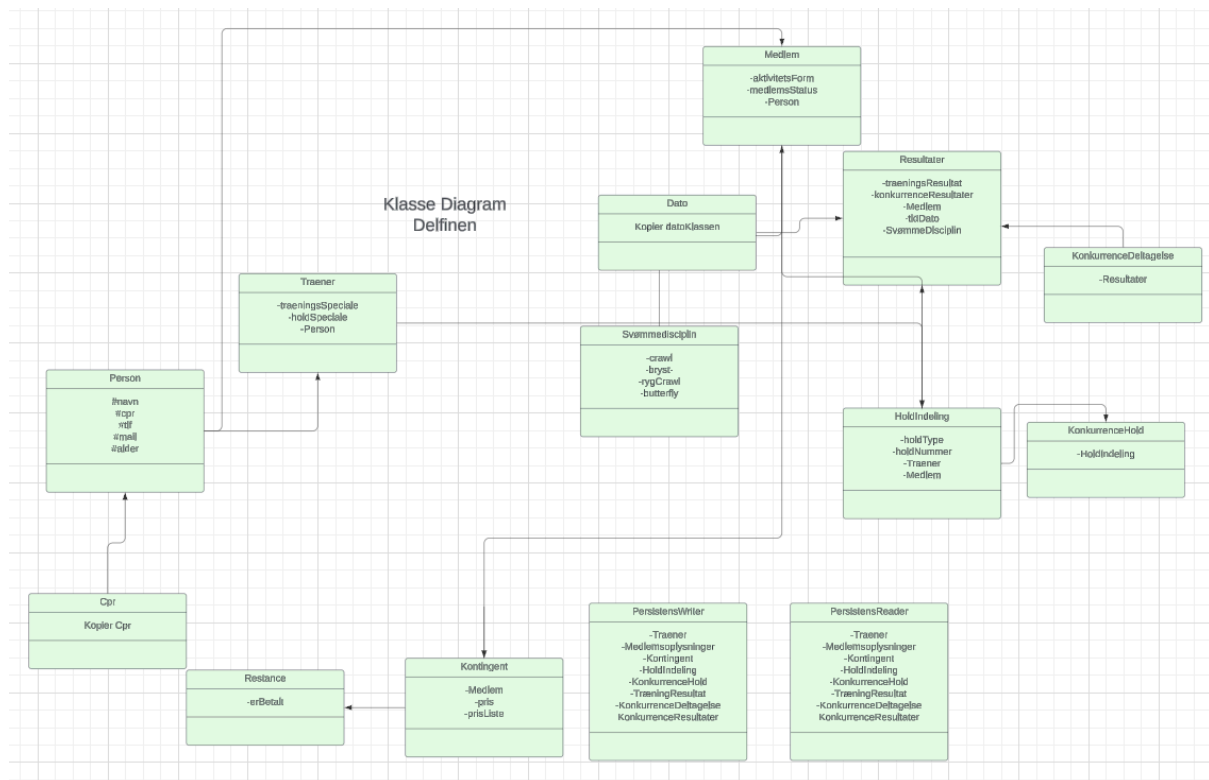 Medlem
-aktivitetsForm
-medlemsStatus
-Person
Klasse Diagram
Delfinen
Resultater
-traeningsResultat
-konkurrenceResultater
-Medlem
-tidDato
-SvømmeDisciplin
Dato
Kopier datoKlassen
KonkurrenceDeltagelse
-Resultater
Traener
-traeningsSpeciale
-holdSpeciale
-Person
Svømmedisciplin
-crawl
-bryst-
-rygCrawl
-butterfly
Person
#navn
#cpr
#tlf
#mail
#alder
HoldIndeling
-holdType
-holdNummer
-Traener
-Medlem
KonkurrenceHold
-HoldIndeling
Cpr
Kopier Cpr
Restance
-erBetalt
Kontingent
-Medlem
-pris
-prisListe
PersistensWriter
-Traener
-Medlemsoplysninger
-Kontingent
-HoldIndeling
-KonkurrenceHold
-TræningResultat
-KonkurrenceDeltagelse
KonkurrenceResultater
PersistensReader
-Traener
-Medlemsoplysninger
-Kontingent
-HoldIndeling
-KonkurrenceHold
-TræningResultat
-KonkurrenceDeltagelse
KonkurrenceResultater